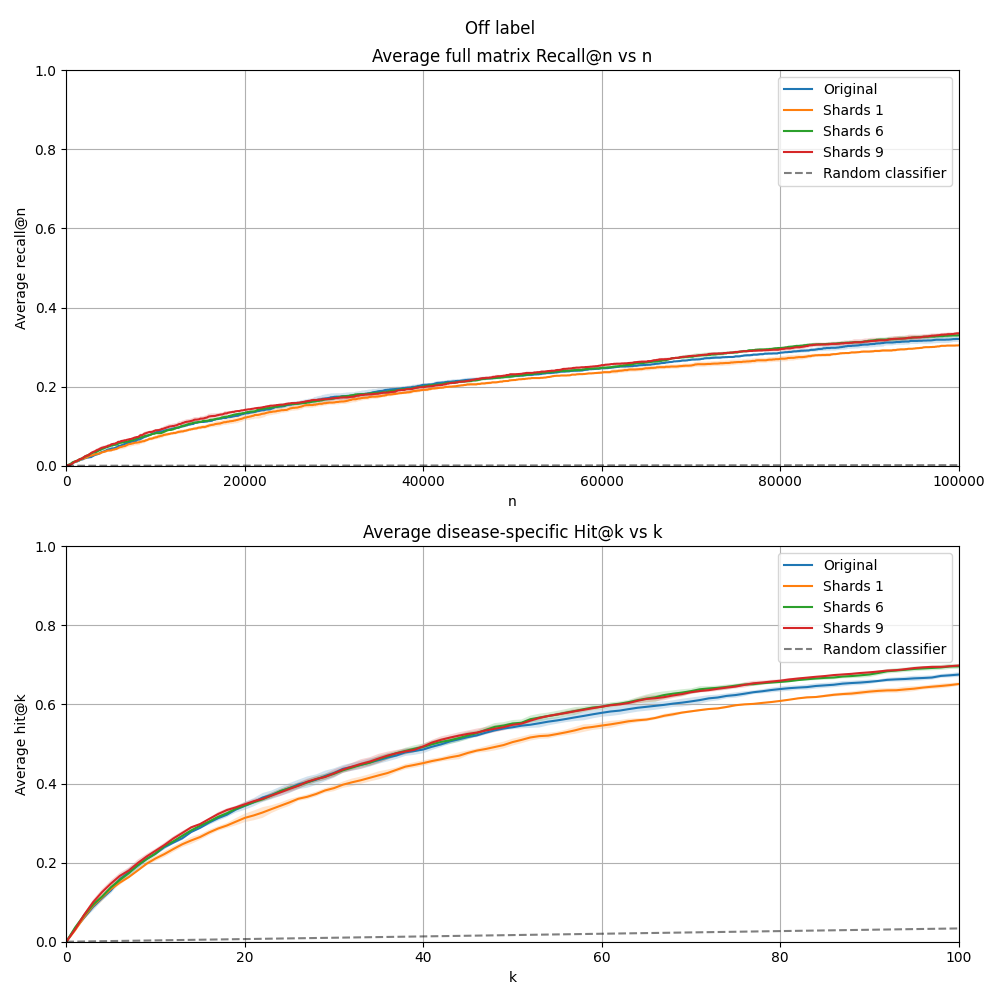 Off label
Average full matrix Recall@n vs n
1.0
0.8
0.6
0.4
0.2
0.0
Average recall@n
Original
Shards 1
Shards 6
Shards 9
Random classifier
0 20000 40000 60000 80000 100000
n
Average disease-specific Hit@k vs k
1.0
0.8
0.6
0.4
0.2
0.0
Average hit@k
Original
Shards 1
Shards 6
Shards 9
Random classifier
0 20 40 60 80 100
k